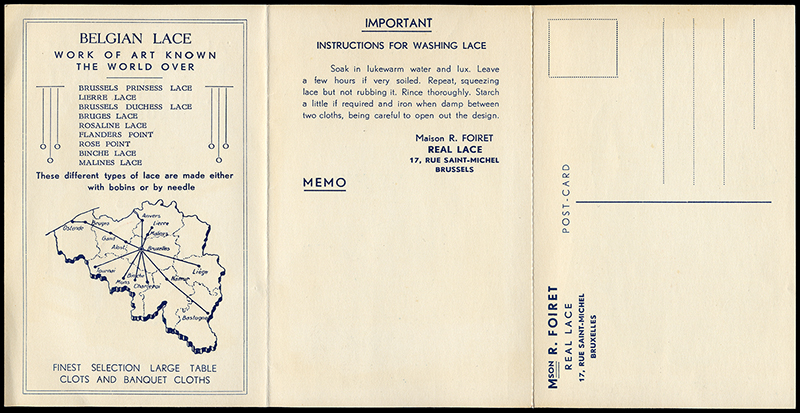 BELGIAN LACE
WORK OF ART KNOWN
THE WORLD OVER
BRUSSELS PRINSESS LACE
LIERRE LACE
BRUSSELS DUCHESS LACE
BRUGES LACE
ROSALINE LACE
FLANDERS POINT
ROSE POINT
BINCHE LACE
MALINES LACE
These different types of lace are made either
with bobins or by needle
Anvers
Ostende
Bruges
Lierre
Malines
Gand
Alost
Bruxelles
Tournai
Mons
Binche
Charleroi
Namur
Liège
Bastogne
FINEST SELECTION LARGE TABLE
CLOTS AND BANQUET CLOTHS
IMPORTANT
INSTRUCTIONS FOR WASHING LACE
Soak in lukewarm water and lux. Leave
a few hours if very soiled. Repeat, squeezing
lace but not rubbing it. Rince thoroughly. Starch
a little if required and iron when damp between
two cloths, being careful to open out the design.
Maison R. FOIRET
REAL LACE
17, RUE SAINT-MICHEL
BRUSSELS
MEMO
POST-CARD
MSON R. FOIRET
REAL LACE
17, RUE SAINT-MICHEL
BRUXELLES